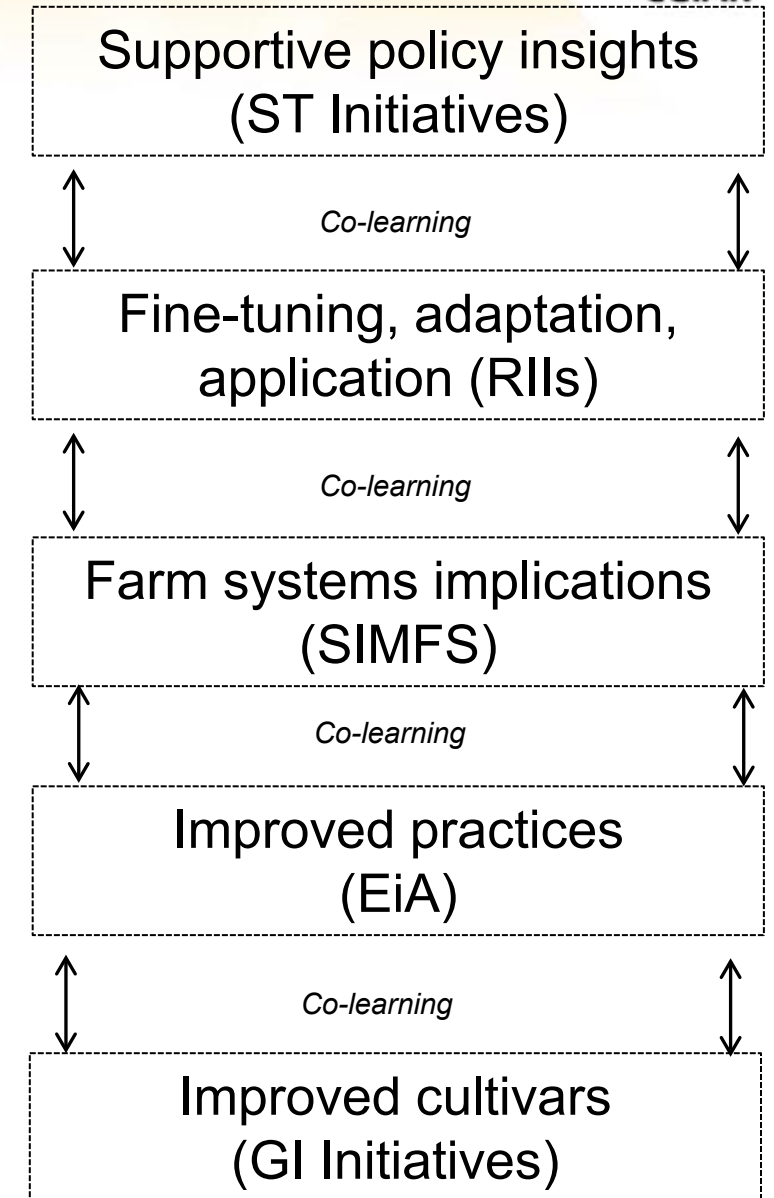 Supportive policy insights
(ST Initiatives)
Co-learning
Fine-tuning, adaptation,
application (RIIs)
Co-learning
Farm systems implications
(SIMFS)
Co-learning
Improved practices
(EiA)
Co-learning
Improved cultivars
(GI Initiatives)